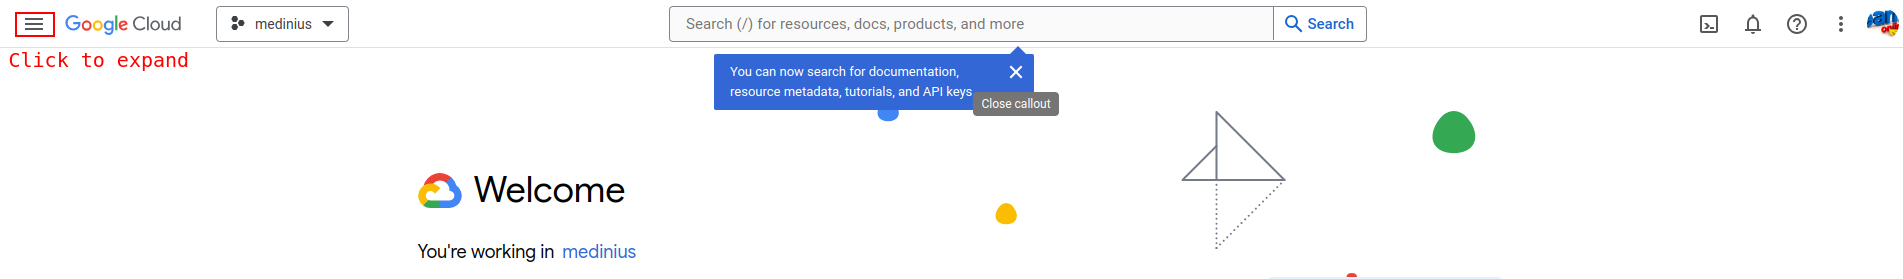 Google Cloud
medinius
Search (/) for resources, docs, products, and more
Search
Click to expand
You can now search for documentation,
resource metadata, tutorials, and API keys
Close callout
Welcome
You're working in medinius